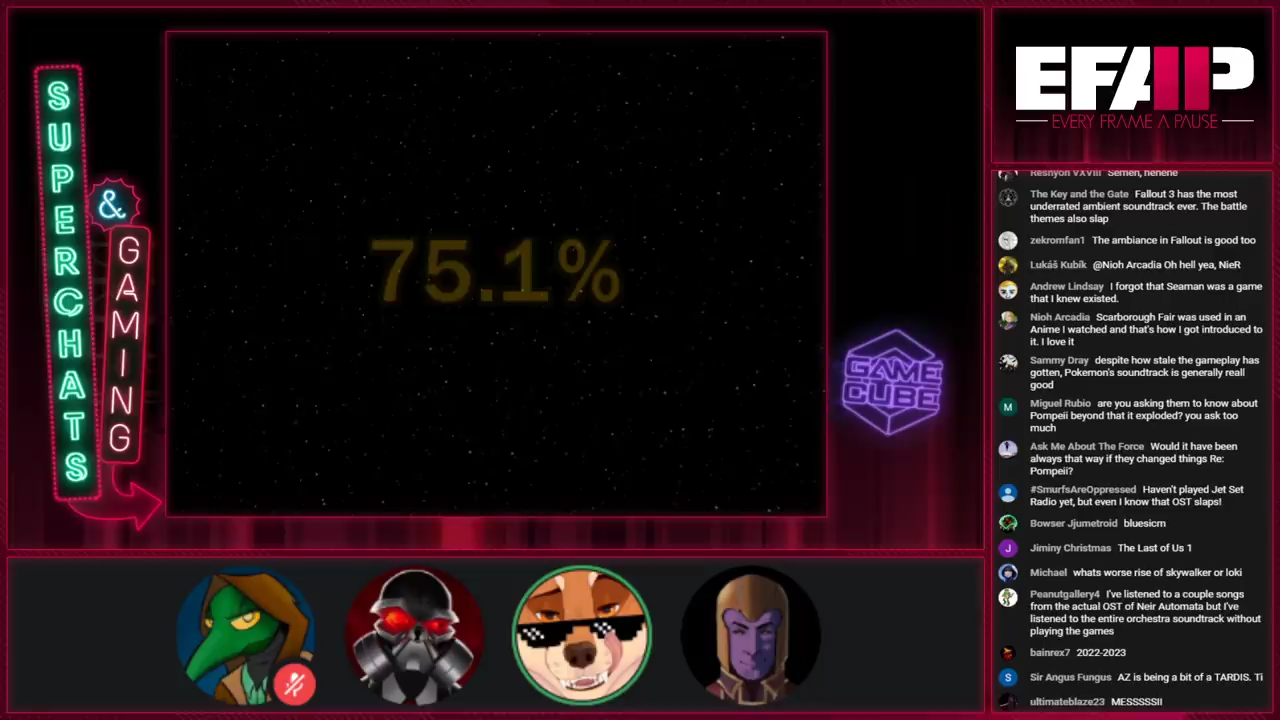 SUPERCHATS
&
GAMING
75.1%
GAME
CUBE
EFAP
EVERY FRAME A PAUSE
Reshyon VXVIII Semen, hehehe
The Key and the Gate Fallout 3 has the most
underrated ambient soundtrack ever. The battle
themes also slap
zekromfan1 The ambiance in Fallout is good too
Lukáš Kubík @Nioh Arcadia Oh hell yea, NieR
Andrew Lindsay I forgot that Seaman was a game
that I knew existed.
Nioh Arcadia Scarborough Fair was used in an
Anime I watched and that's how I got introduced to
it. I love it
Sammy Dray despite how stale the gameplay has
gotten, Pokemon's soundtrack is generally reall
good
M
Miguel Rubio are you asking them to know about
Pompeii beyond that it exploded? you ask too
much
Ask Me About The Force Would it have been
always that way if they changed things Re:
Pompeii?
#SmurfsAreOppressed Haven't played Jet Set
Radio yet, but even I know that OST slaps!
Bowser Jjumetroid bluesicm
J
Jiminy Christmas The Last of Us 1
Michael whats worse rise of skywalker or loki
Peanutgallery4 I've listened to a couple songs
from the actual OST of Neir Automata but I've
listened to the entire orchestra soundtrack without
playing the games
bainrex7 2022-2023
S
Sir Angus Fungus AZ is being a bit of a TARDIS. Ti
ultimateblaze23 MESSSSSII